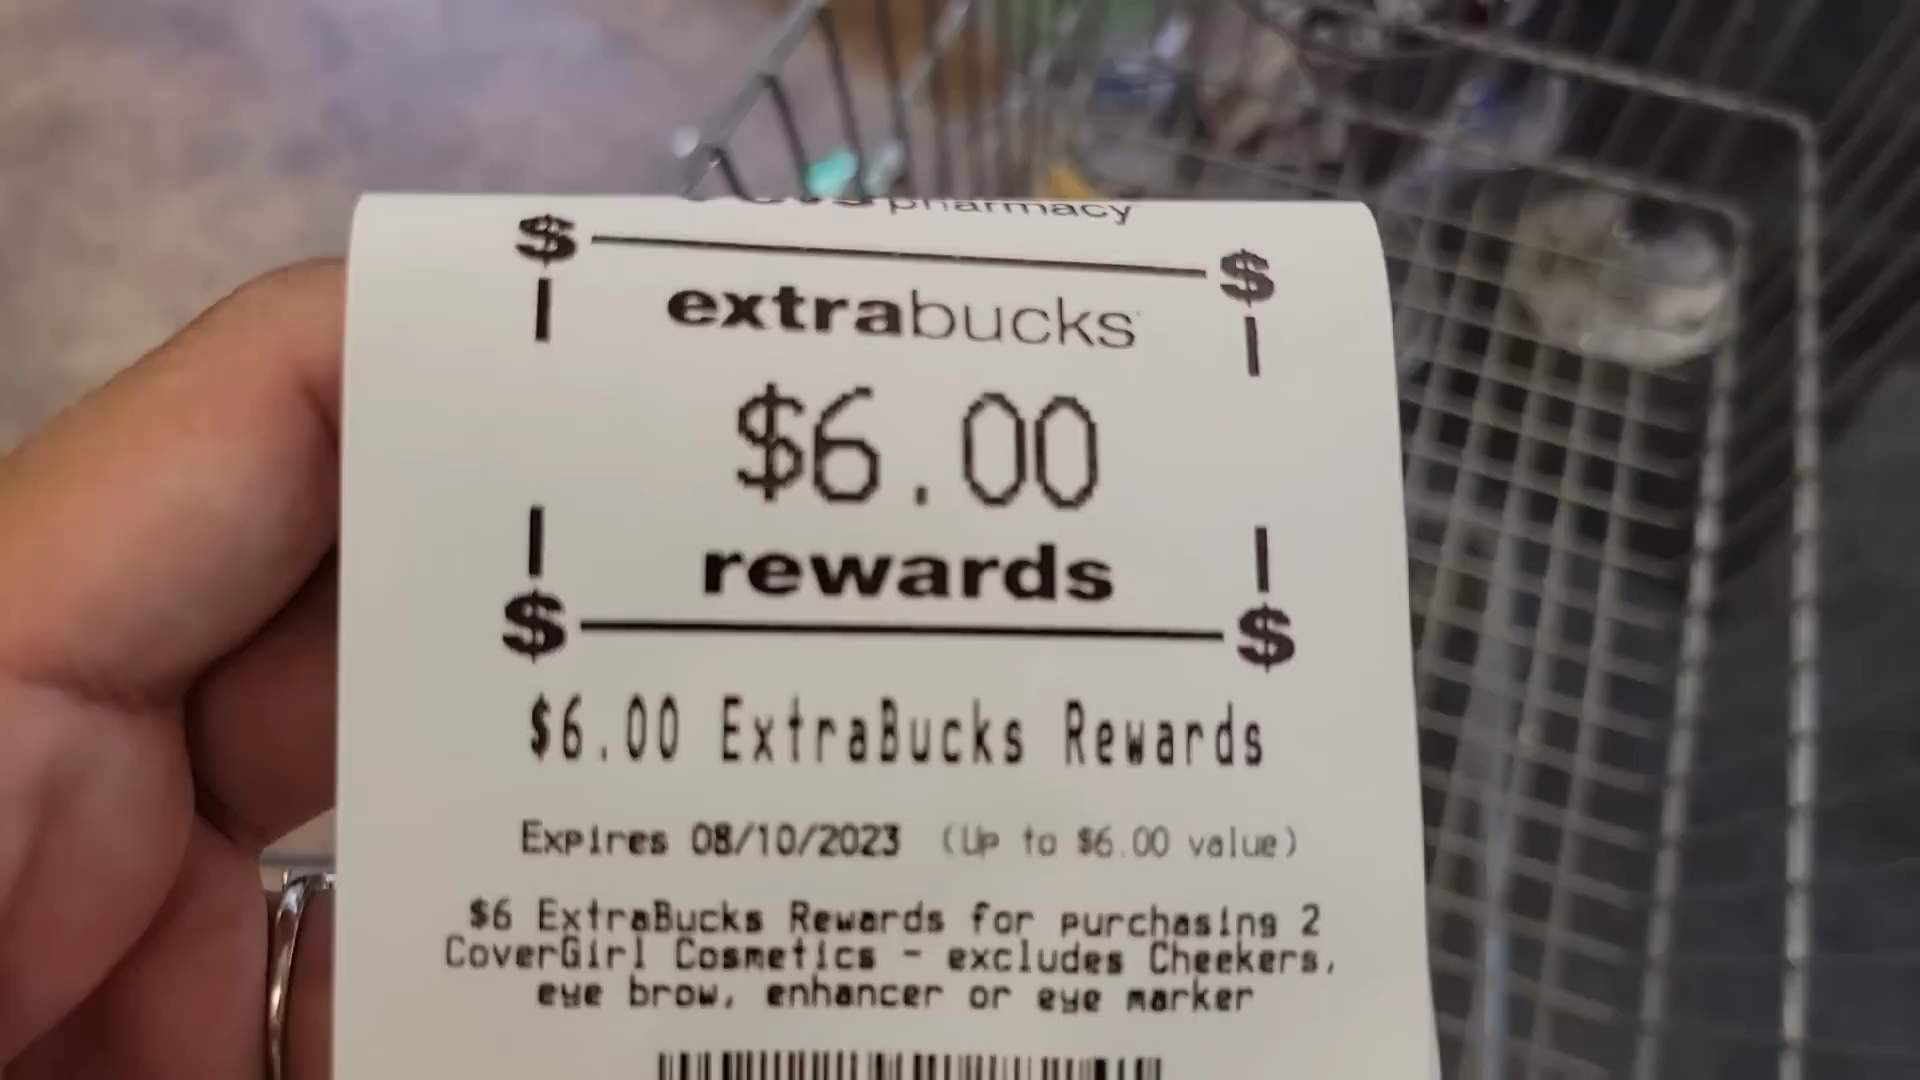 pharmacy
$ $
extrabucks
$6.00
rewards
$ $
$6.00 ExtraBucks Rewards
Expires 08/10/2023 (Up to $6.00 value)
$6 ExtraBucks Rewards for purchasing 2
CoverGirl Cosmetics - excludes Cheekers,
eye brow, enhancer or eye marker